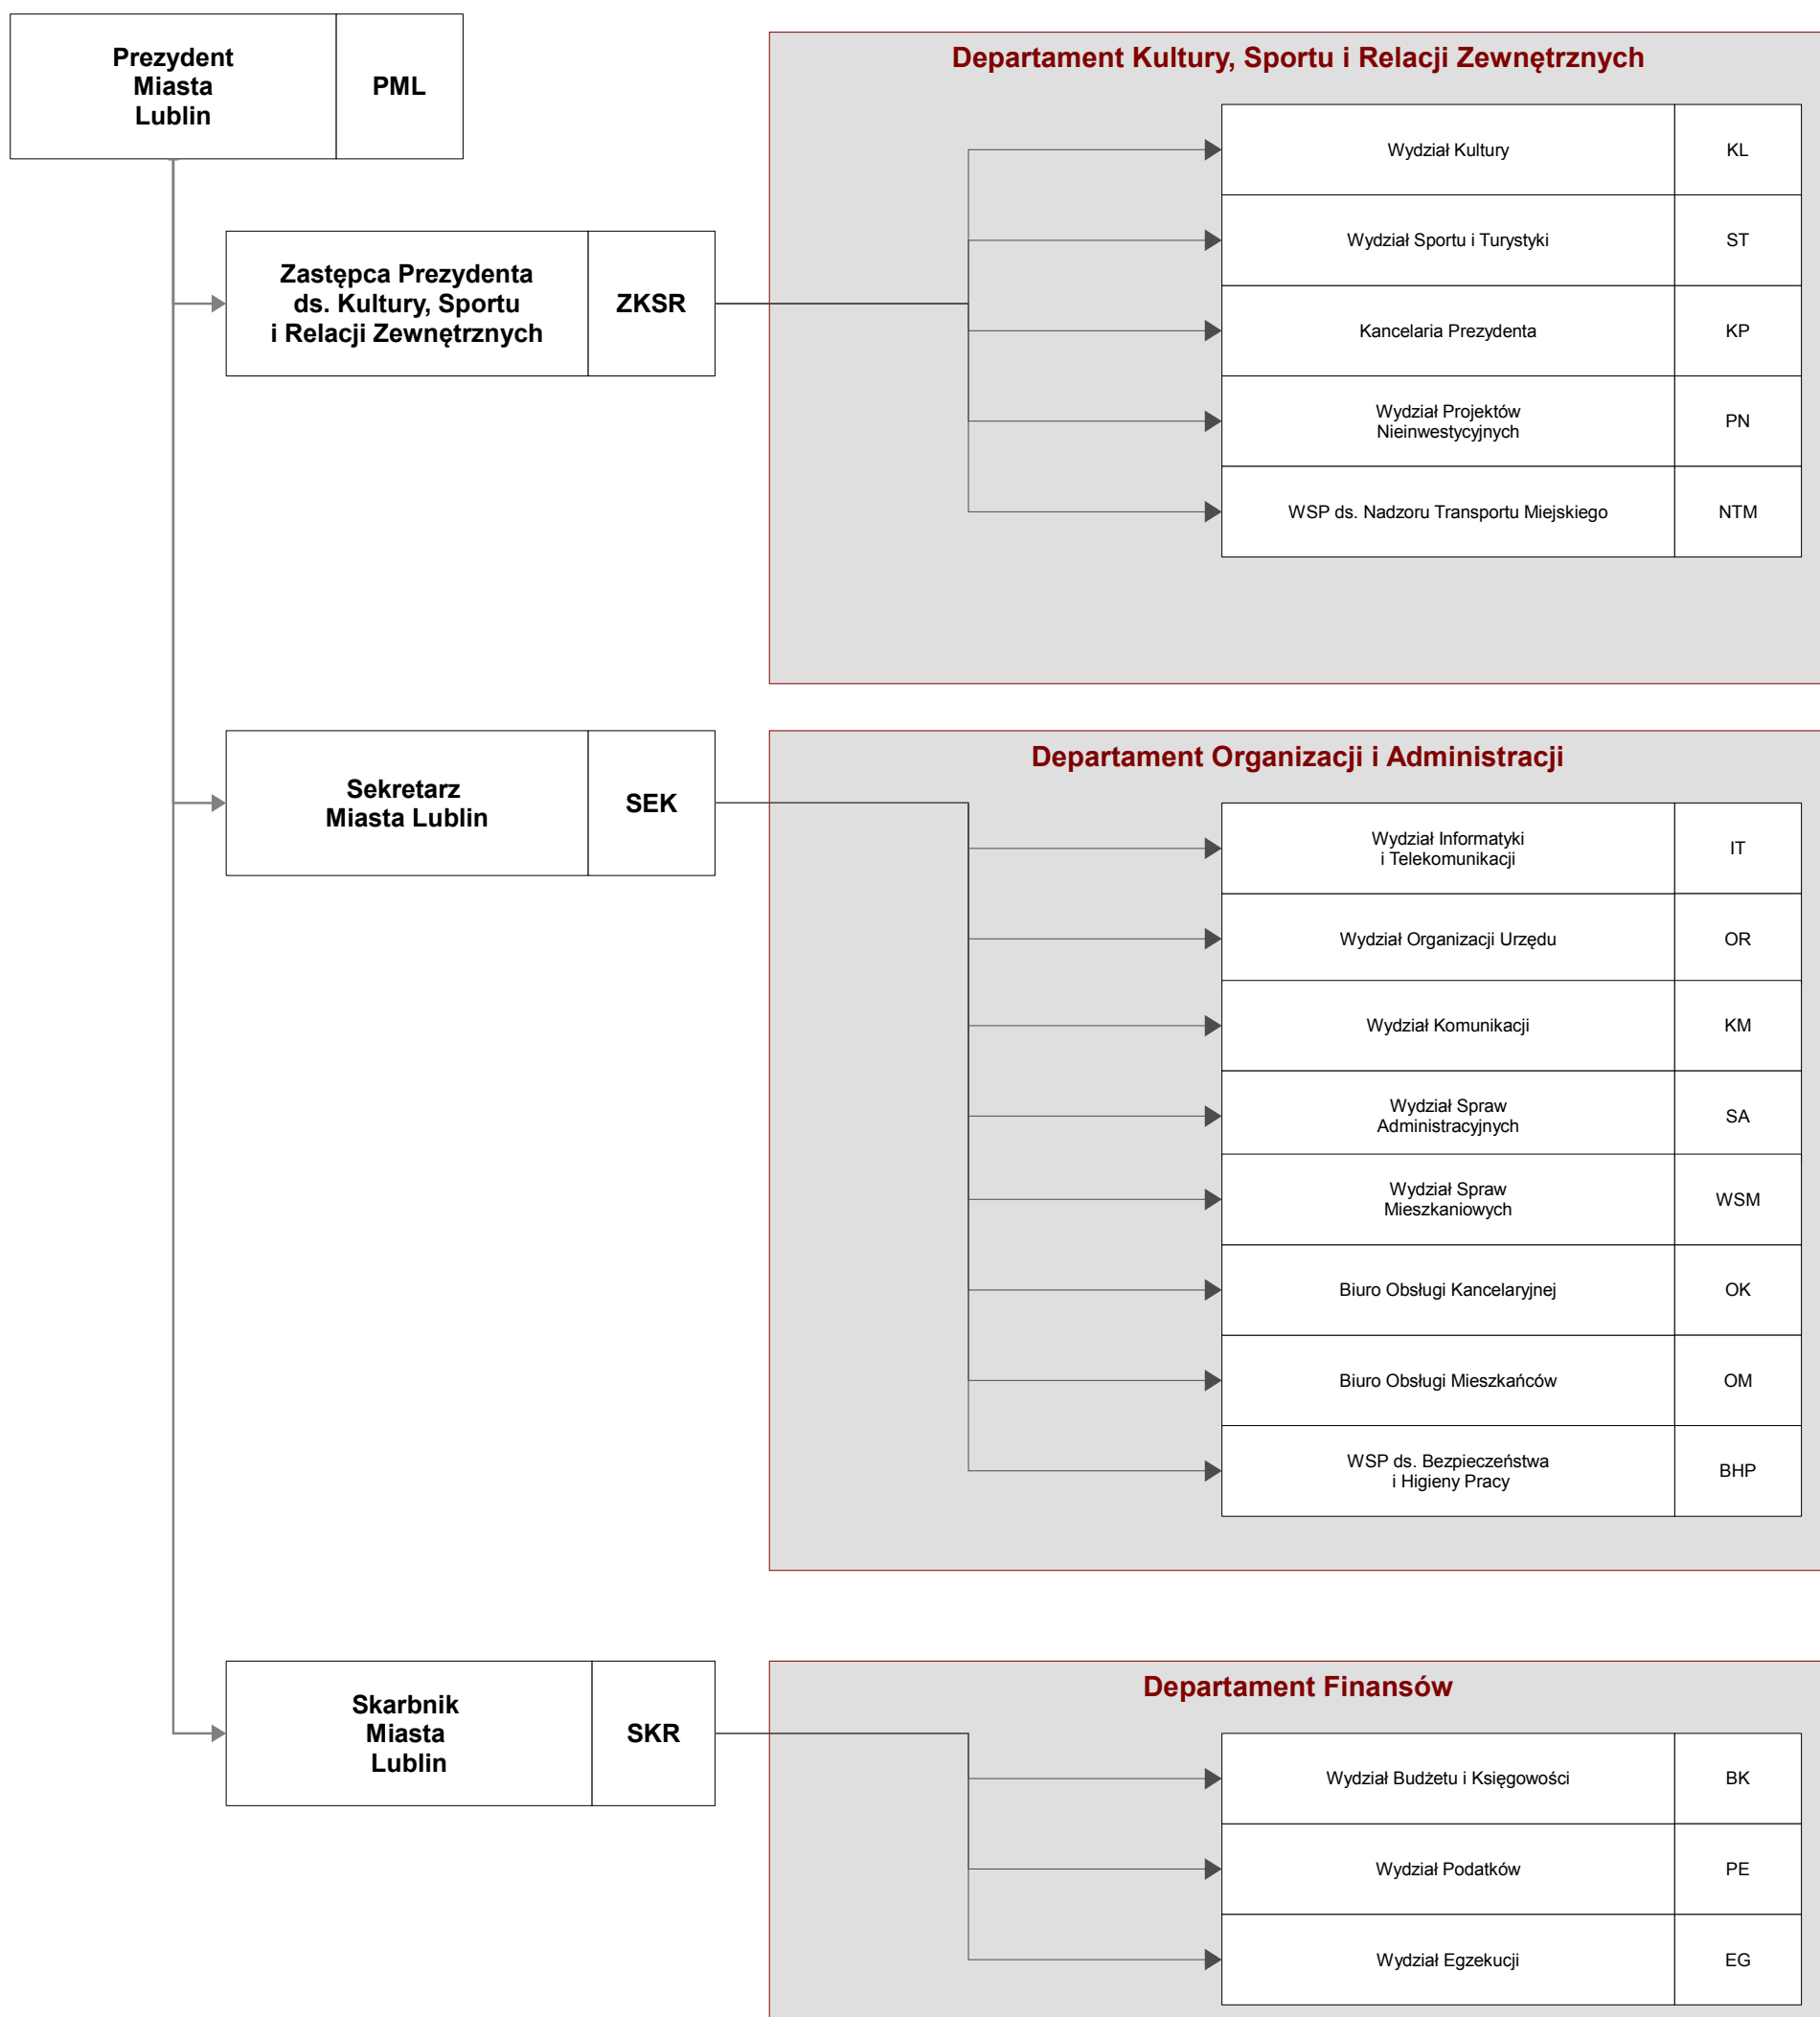 Prezydent
Miasta
Lublin
PML
Departament Kultury, Sportu i Relacji Zewnętrznych
Wydział Kultury
KL
Wydział Sportu i Turystyki
ST
Zastępca Prezydenta
ds. Kultury, Sportu
i Relacji Zewnętrznych
ZKSR
Kancelaria Prezydenta
KP
Wydział Projektów
Nieinwestycyjnych
PN
WSP ds. Nadzoru Transportu Miejskiego
NTM
Departament Organizacji i Administracji
Sekretarz
Miasta Lublin
SEK
Wydział Informatyki
i Telekomunikacji
IT
Wydział Organizacji Urzędu
OR
Wydział Komunikacji
KM
Wydział Spraw
Administracyjnych
SA
Wydział Spraw
Mieszkaniowych
WSM
Biuro Obsługi Kancelaryjnej
OK
Biuro Obsługi Mieszkańców
OM
WSP ds. Bezpieczeństwa
i Higieny Pracy
BHP
Departament Finansów
Skarbnik
Miasta
Lublin
SKR
Wydział Budżetu i Księgowości
BK
Wydział Podatków
PE
Wydział Egzekucji
EG